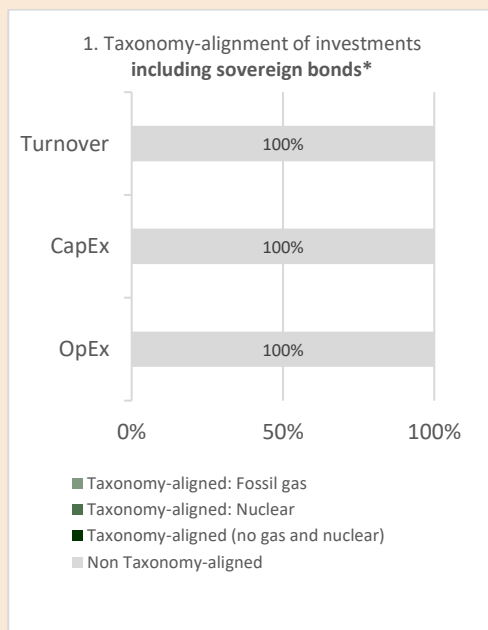 1. Taxonomy-alignment of investments
including sovereign bonds*
Turnover
100%
CapEx
100%
OpEx
100%
0%
50%
100%
Taxonomy-aligned: Fossil gas
Taxonomy-aligned: Nuclear
Taxonomy-aligned (no gas and nuclear)
Non Taxonomy-aligned